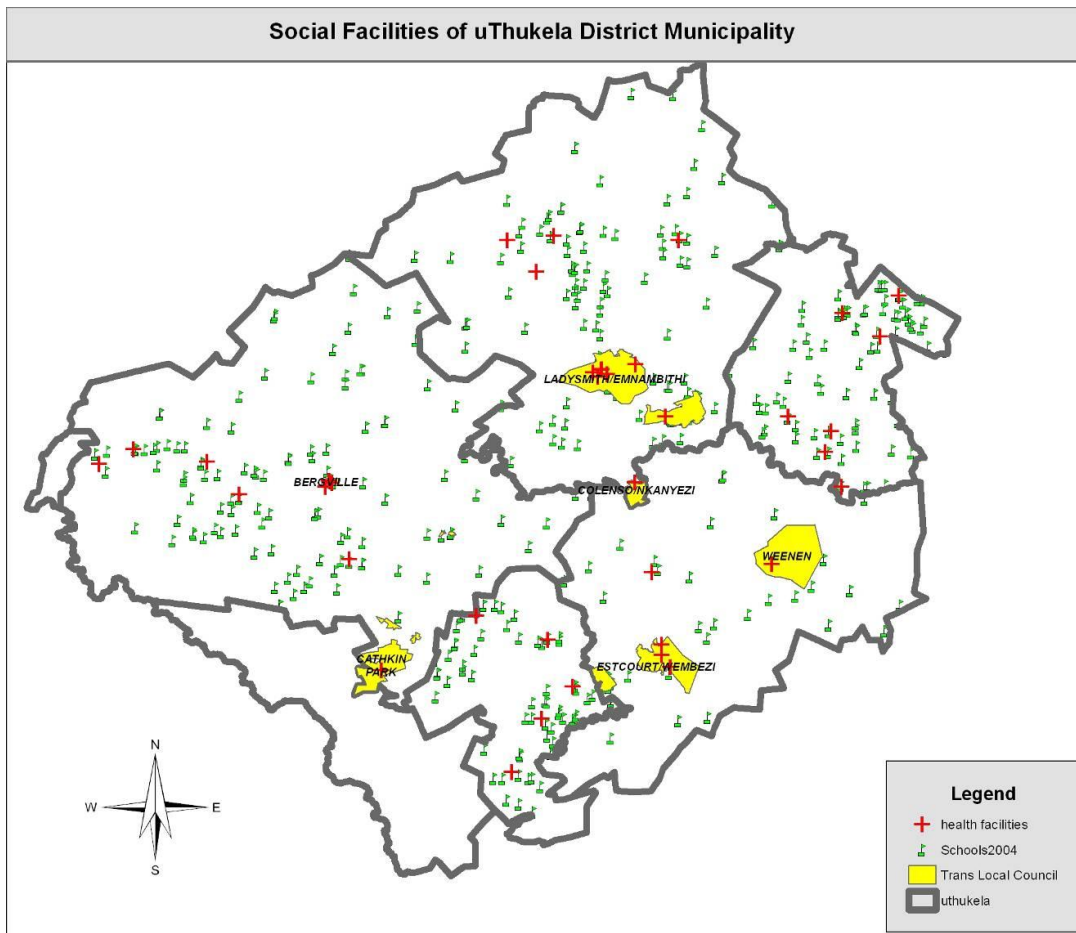 Social Facilities of uThukela District Municipality
LADYSMITH/EMNAMBITHI
BERGVILLE
COLENSO/NKANYEZI
WEENEN
CATHKIN
PARK
ESTCOURT/WEMBEZI
N
W
E
S
Legend
health facilities
Schools2004
Trans Local Council
uthukela